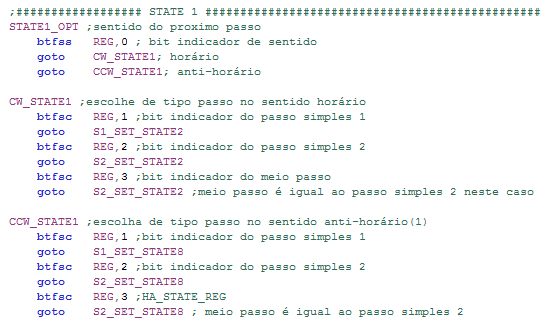 ;################## STATE 1 ################################################
STATE1_OPT ;sentido do proximo passo
btfss REG,0 ; bit indicador de sentido
goto CW_STATE1; horário
goto CCW_STATE1; anti-horário
CW_STATE1 ;escolhe de tipo passo no sentido horário
btfsc REG,1 ;bit indicador do passo simples 1
goto S1_SET_STATE2
btfsc REG,2 ;bit indicador do passo simples 2
goto S2_SET_STATE2
btfsc REG,3 ;bit indicador do meio passo
goto S2_SET_STATE2 ;meio passo é igual ao passo simples 2 neste caso
CCW_STATE1 ;escolha de tipo passo no sentido anti-horário(1)
btfsc REG,1 ;bit indicador do passo simples 1
goto S1_SET_STATE8
btfsc REG,2 ;bit indicador do passo simples 2
goto S2_SET_STATE8
btfsc REG,3 ;HA_STATE_REG
goto S2_SET_STATE8 ; meio passo é igual ao passo simples 2